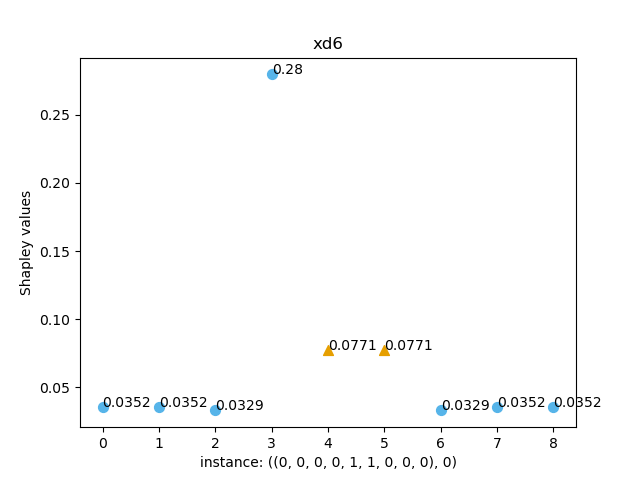 xd6
Shapley values
0.25
0.20
0.15
0.10
0.05
0.28
0.0771 0.0771
0.0352 0.0352 0.0329 0.0329 0.0352 0.0352
0 1 2 3 4 5 6 7 8
instance: ((0, 0, 0, 0, 1, 1, 0, 0, 0), 0)